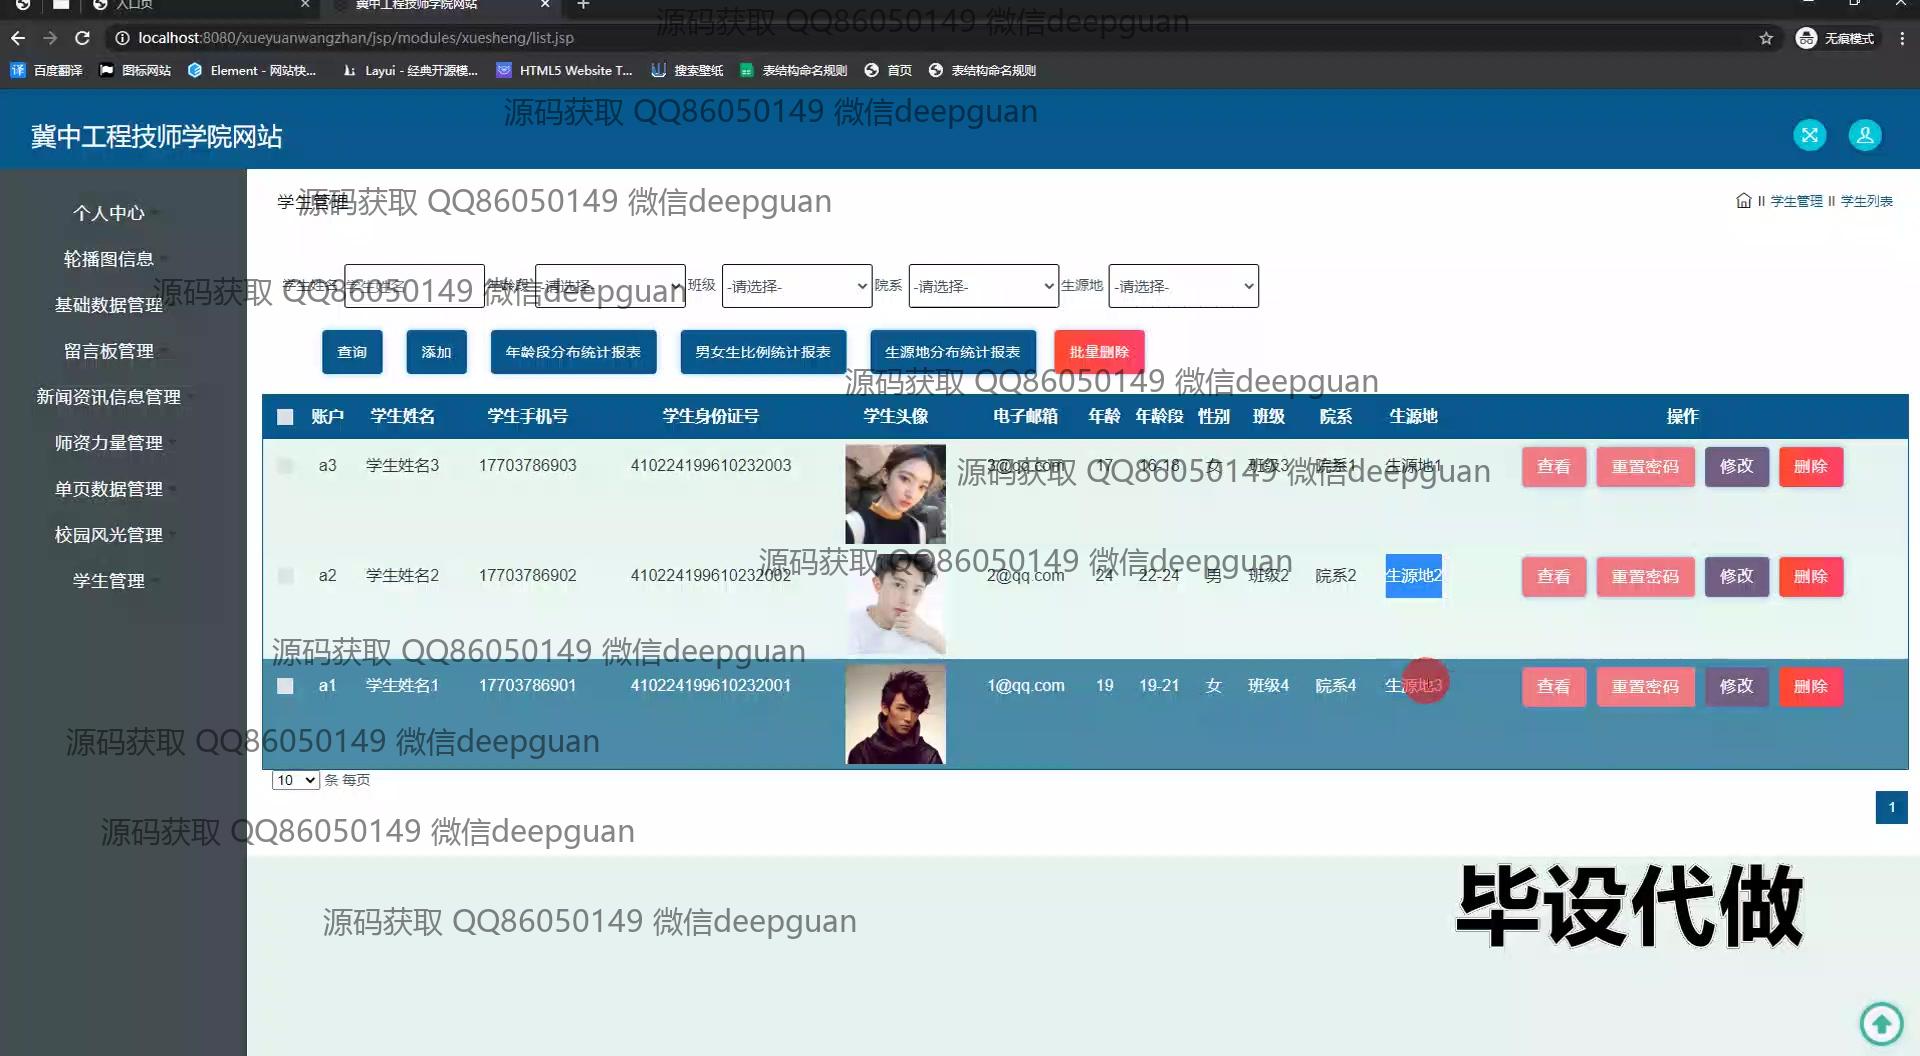 入口页
冀中工程技师学院网站
源码获取 QQ86050149 微信deepguan
localhost:8080/xueyuanwangzhan/jsp/modules/xuesheng/list.jsp
无痕模式
百度翻译 图标网站 Element - 网站快... Layui - 经典开源模... HTML5 Website T... 搜索壁纸 表结构命名规则 首页 表结构命名规则
源码获取 QQ86050149 微信deepguan
冀中工程技师学院网站
学生管理
源码获取 QQ86050149 微信deepguan
II 学生管理 II 学生列表
个人中心
轮播图信息
基础数据管理
留言板管理
新闻资讯信息管理
师资力量管理
单页数据管理
校园风光管理
学生管理
学生姓名 学生姓名 年龄段 -请选择- 班级 -请选择- 院系 -请选择- 生源地 -请选择-
源码获取 QQ86050149 微信deepguan
查询 添加 年龄段分布统计报表 男女生比例统计报表 生源地分布统计报表 批量删除
源码获取 QQ86050149 微信deepguan
账户 学生姓名 学生手机号 学生身份证号 学生头像 电子邮箱 年龄 年龄段 性别 班级 院系 生源地 操作
a3 学生姓名3 17703786903 410224199610232003 3@qq.com 17 16-18 女 班级3 院系1 生源地1 查看 重置密码 修改 删除
源码获取 QQ86050149 微信deepguan
源码获取 QQ86050149 微信deepguan
a2 学生姓名2 17703786902 410224199610232002 2@qq.com 24 22-24 男 班级2 院系2 生源地2 查看 重置密码 修改 删除
源码获取 QQ86050149 微信deepguan
a1 学生姓名1 17703786901 410224199610232001 1@qq.com 19 19-21 女 班级4 院系4 生源地3 查看 重置密码 修改 删除
源码获取 QQ86050149 微信deepguan
10 条 每页
1
源码获取 QQ86050149 微信deepguan
毕设代做
源码获取 QQ86050149 微信deepguan